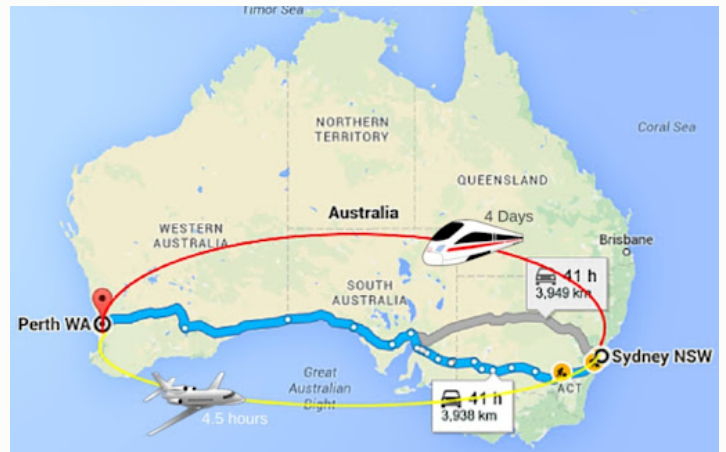 Timor Sea
NORTHERN
TERRITORY
Coral Sea
QUEENSLAND
Australia
4 Days
WESTERN
AUSTRALIA
Brisbane
SOUTH
AUSTRALIA
41 h
3,949 km
Perth WA
Sydney NSW
Great
Australian
Bight
ACT
41 h
3,938 km
4.5 hours